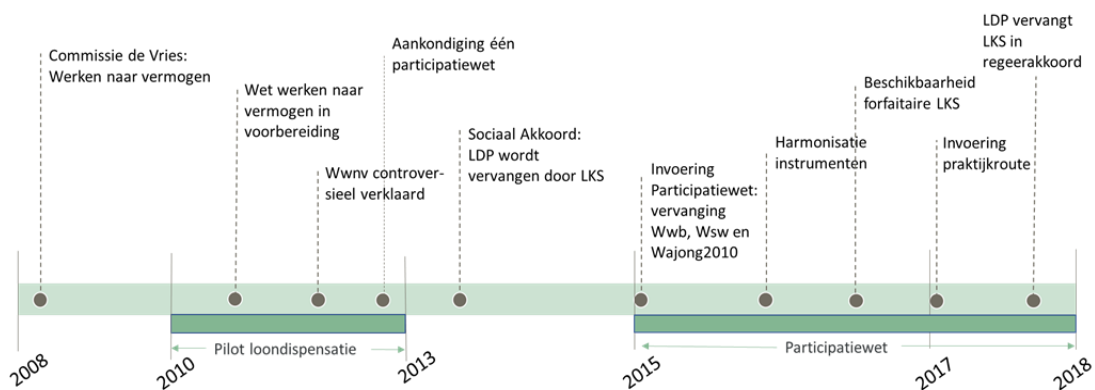 Commissie de Vries:
Werken naar vermogen
Wet werken naar
vermogen in
voorbereiding
Wwnv controver-
sieel verklaard
Aankondiging één
participatiewet
Sociaal Akkoord:
LDP wordt
vervangen door LKS
Invoering
Participatiewet:
vervanging
Wwb, Wsw en
Wajong2010
Harmonisatie
instrumenten
Beschikbaarheid
forfaitaire LKS
Invoering
praktijkroute
LDP vervangt
LKS in
regeerakkoord
Pilot loondispensatie
Participatiewet
2008
2010
2013
2015
2017
2018